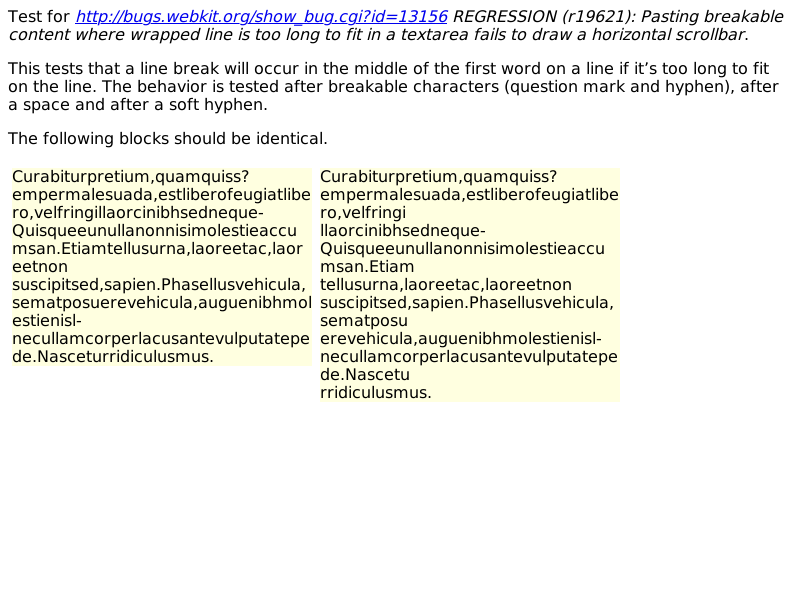 Test for http://bugs.webkit.org/show_bug.cgi?id=13156 REGRESSION (r19621): Pasting breakable
content where wrapped line is too long to fit in a textarea fails to draw a horizontal scrollbar.
This tests that a line break will occur in the middle of the first word on a line if it’s too long to fit
on the line. The behavior is tested after breakable characters (question mark and hyphen), after
a space and after a soft hyphen.
The following blocks should be identical.
Curabiturpretium,quamquiss?
empermalesuada,estliberofeugiatlibe
ro,velfringillaorcinibhsedneque-
Quisqueeunullanonnisimolestieaccu
msan.Etiamtellusurna,laoreetac,laor
eetnon
suscipitsed,sapien.Phasellusvehicula,
sematposuerevehicula,auguenibhmol
estienisl-
necullamcorperlacusantevulputatepe
de.Nasceturridiculusmus.
Curabiturpretium,quamquiss?
empermalesuada,estliberofeugiatlibe
ro,velfringi
llaorcinibhsedneque-
Quisqueeunullanonnisimolestieaccu
msan.Etiam
tellusurna,laoreetac,laoreetnon
suscipitsed,sapien.Phasellusvehicula,
sematposu
erevehicula,auguenibhmolestienisl-
necullamcorperlacusantevulputatepe
de.Nascetu
rridiculusmus.